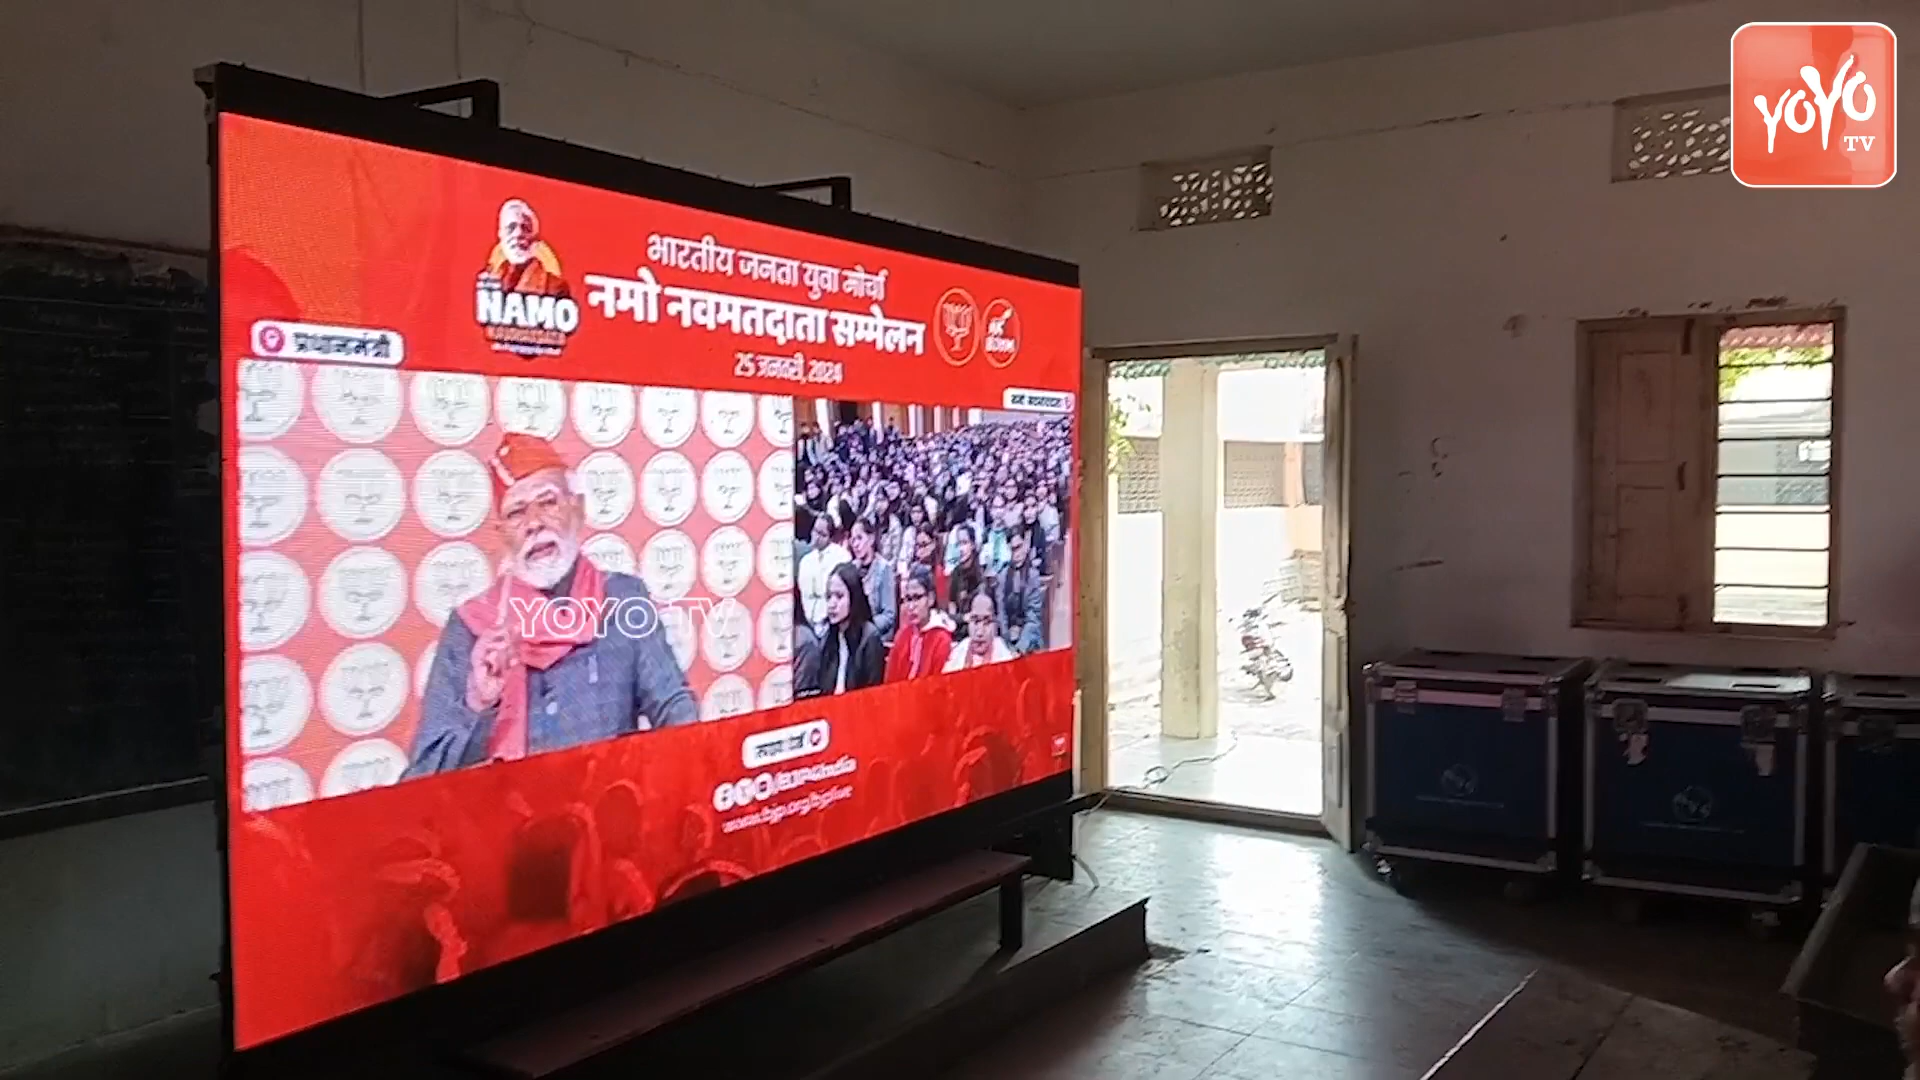 YOYO
TV
भारतीय जनता युवा मोर्चा
नमो नवमतदाता सम्मेलन
25 जनवरी, 2024
NAMO
प्रधानमंत्री
YOYO TV
/BJP4India
www.bjp.org/bjplive